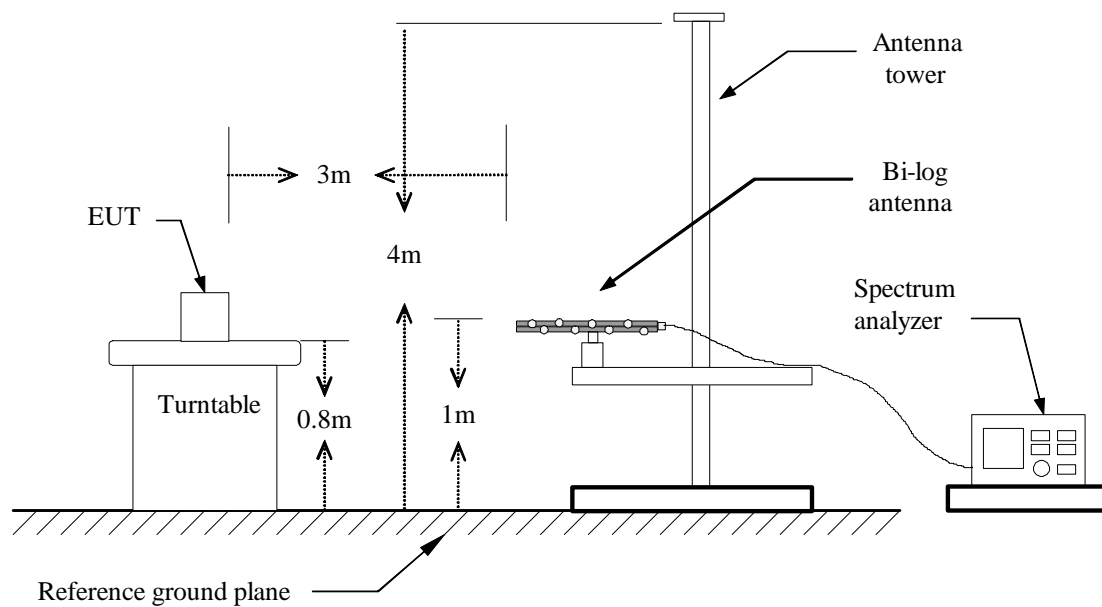 Antenna
tower
3m
Bi-log
antenna
EUT
4m
Spectrum
analyzer
Turntable
0.8m
1m
Reference ground plane